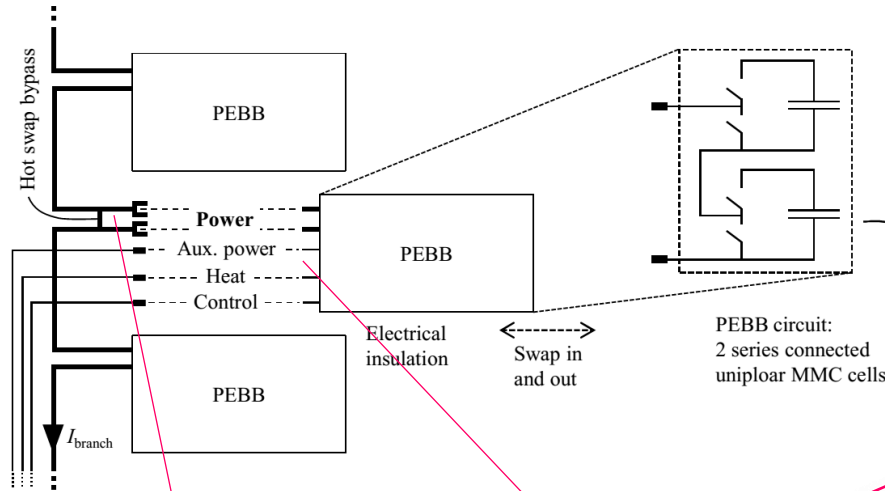 Hot swap bypass
PEBB
Power
Aux. power
Heat
Control
PEBB
Electrical
insulation
Swap in
and out
PEBB circuit:
2 series connected
uniploar MMC cells
PEBB
Ibranch